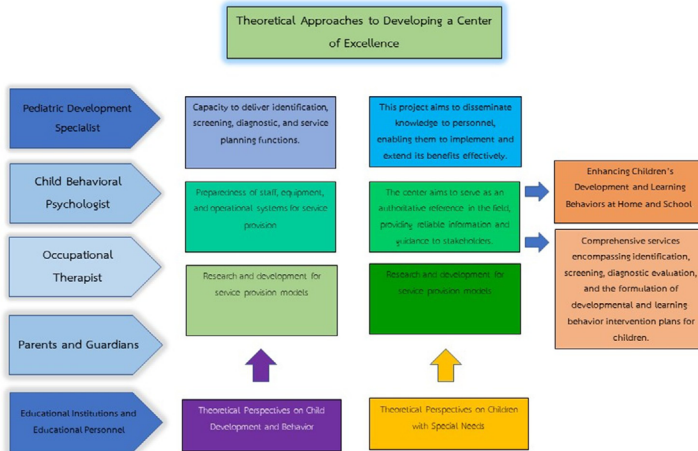 Theoretical Approaches to Developing a Center
of Excellence
Pediatric Development
Specialist
Capacity to deliver identification,
screening, diagnostic, and service
planning functions.
This project aims to disseminate
knowledge to personnel,
enabling them to implement and
extend its benefits effectively.
Child Behavioral
Psychologist
Preparedness of staff, equipment,
and operational systems for service
provision
The center aims to serve as an
authoritative reference in the field,
providing reliable information and
guidance to stakeholders.
Enhancing Children's
Development and Learning
Behaviors at Home and School
Occupational
Therapist
Research and development for
service provision models
Research and development for
service provision models
Comprehensive services
encompassing identification,
screening, diagnostic evaluation,
and the formulation of
developmental and learning
behavior intervention plans for
children.
Parents and Guardians
Educational Institutions and
Educational Personnel
Theoretical Perspectives on Child
Development and Behavior
Theoretical Perspectives on Children
with Special Needs